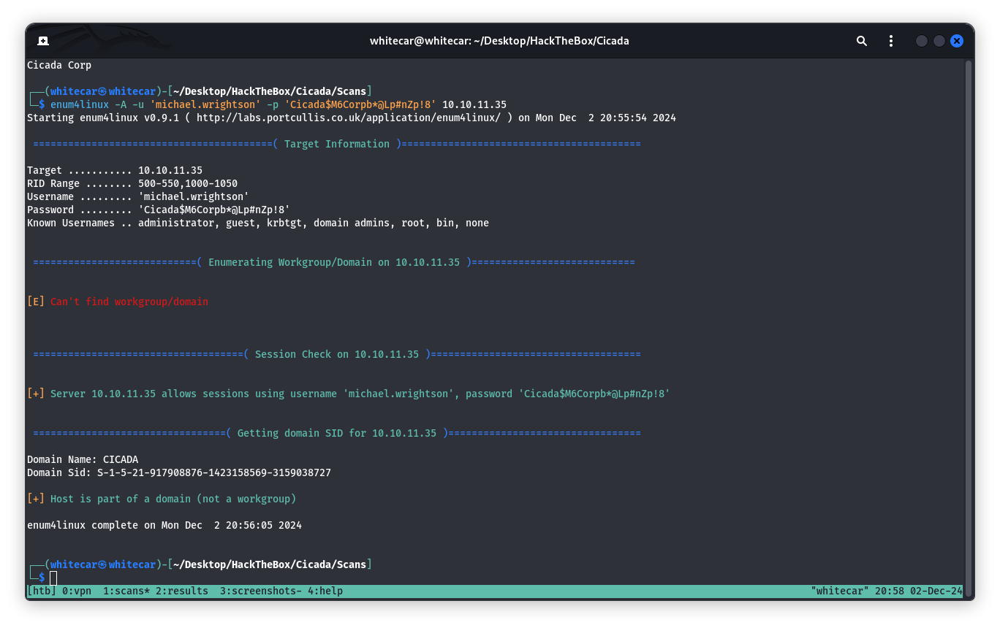 whitecar@whitecar: ~/Desktop/HackTheBox/Cicada
Cicada Corp
┌──(whitecar㉿whitecar)-[~/Desktop/HackTheBox/Cicada/Scans]
└─$ enum4linux -A -u 'michael.wrightson' -p 'Cicada$M6Corpb*@Lp#nZp!8' 10.10.11.35
Starting enum4linux v0.9.1 ( http://labs.portcullis.co.uk/application/enum4linux/ ) on Mon Dec  2 20:55:54 2024
=========================================( Target Information )=========================================
Target ........... 10.10.11.35
RID Range ........ 500-550,1000-1050
Username ......... 'michael.wrightson'
Password ......... 'Cicada$M6Corpb*@Lp#nZp!8'
Known Usernames .. administrator, guest, krbtgt, domain admins, root, bin, none
============================( Enumerating Workgroup/Domain on 10.10.11.35 )============================
[E] Can't find workgroup/domain
====================================( Session Check on 10.10.11.35 )====================================
[+] Server 10.10.11.35 allows sessions using username 'michael.wrightson', password 'Cicada$M6Corpb*@Lp#nZp!8'
=================================( Getting domain SID for 10.10.11.35 )=================================
Domain Name: CICADA
Domain Sid: S-1-5-21-917908876-1423158569-3159038727
[+] Host is part of a domain (not a workgroup)
enum4linux complete on Mon Dec  2 20:56:05 2024
┌──(whitecar㉿whitecar)-[~/Desktop/HackTheBox/Cicada/Scans]
└─$
[htb] 0:vpn  1:scans* 2:results  3:screenshots- 4:help "whitecar" 20:58 02-Dec-24